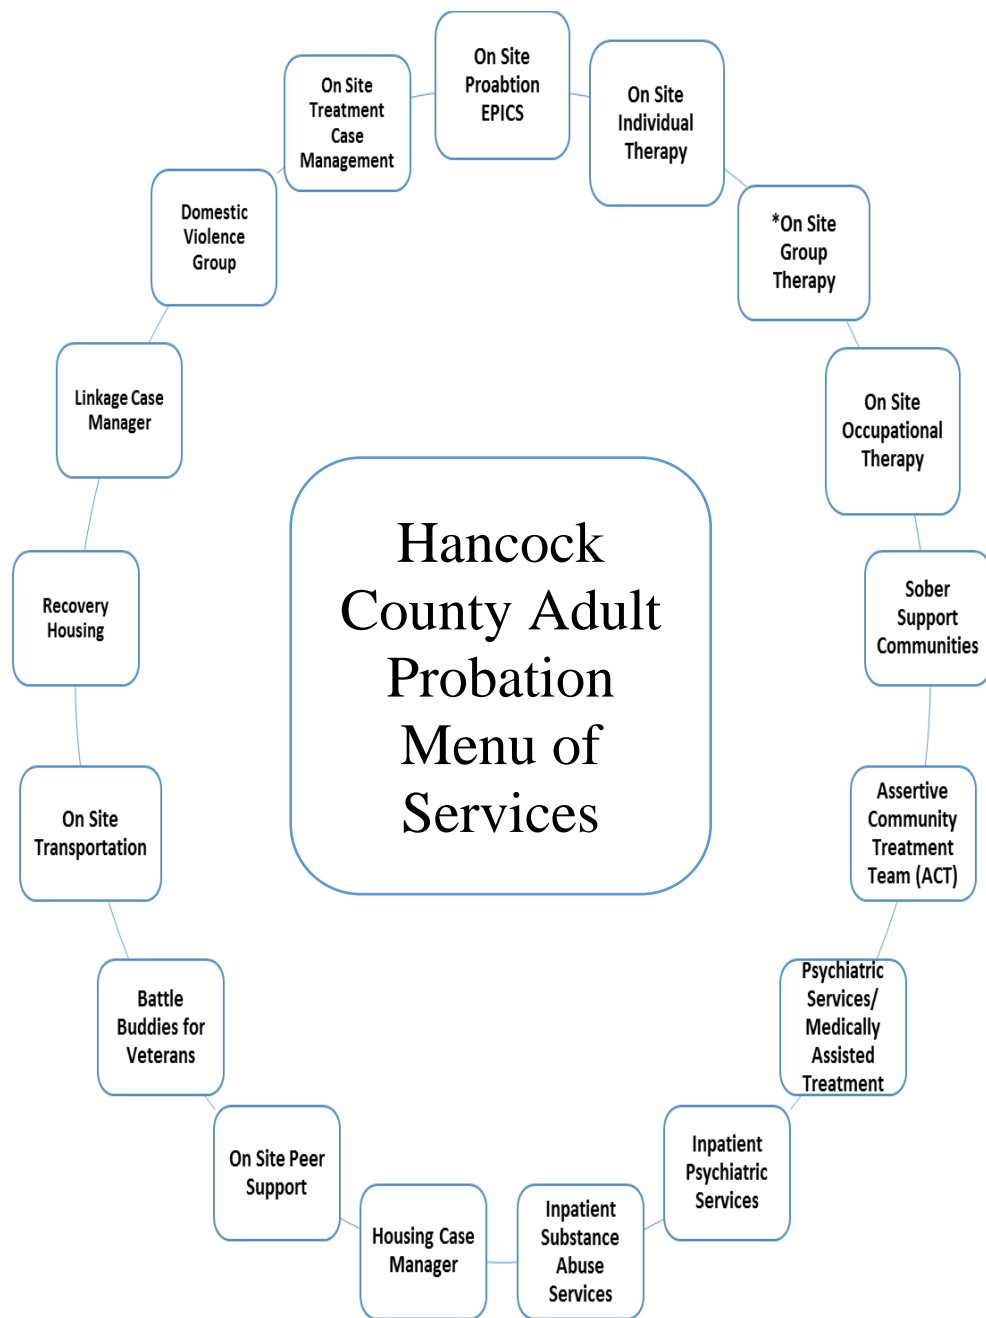 On Site
Proabtion
EPICS
On Site
Individual
Therapy
*On Site
Group
Therapy
On Site
Occupational
Therapy
Sober
Support
Communities
Assertive
Community
Treatment
Team (ACT)
Psychiatric
Services/
Medically
Assisted
Treatment
Inpatient
Psychiatric
Services
Inpatient
Substance
Abuse
Services
Housing Case
Manager
On Site Peer
Support
Battle
Buddies for
Veterans
On Site
Transportation
Recovery
Housing
Linkage Case
Manager
Domestic
Violence
Group
On Site
Treatment
Case
Management
Hancock
County Adult
Probation
Menu of
Services